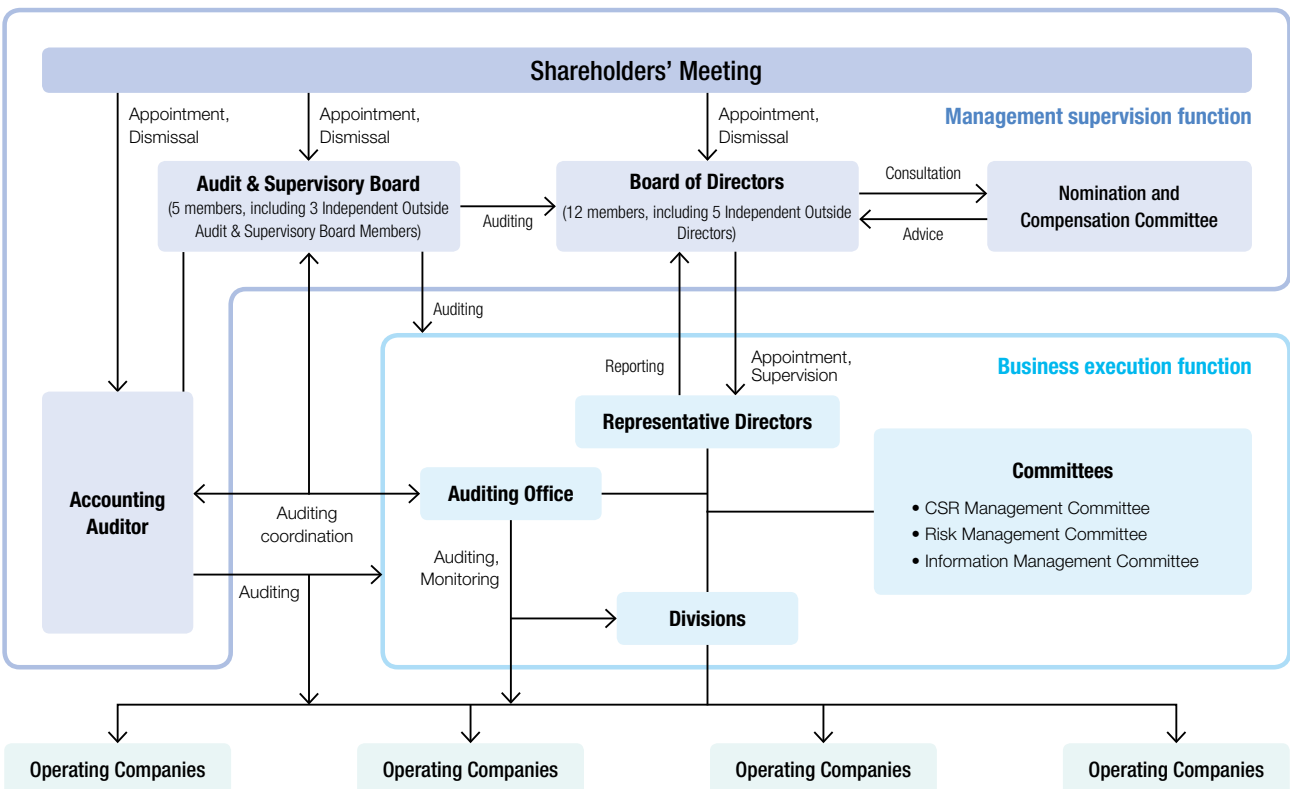 Shareholders' Meeting
Appointment,
Dismissal
Appointment,
Dismissal
Appointment,
Dismissal
Management supervision function
Audit & Supervisory Board
(5 members, including 3 Independent Outside
Audit & Supervisory Board Members)
Auditing
Board of Directors
(12 members, including 5 Independent Outside
Directors)
Consultation
Advice
Nomination and
Compensation Committee
Auditing
Reporting
Appointment,
Supervision
Business execution function
Representative Directors
Accounting
Auditor
Auditing
coordination
Auditing Office
Committees
• CSR Management Committee
• Risk Management Committee
• Information Management Committee
Auditing,
Monitoring
Auditing
Divisions
Operating Companies
Operating Companies
Operating Companies
Operating Companies